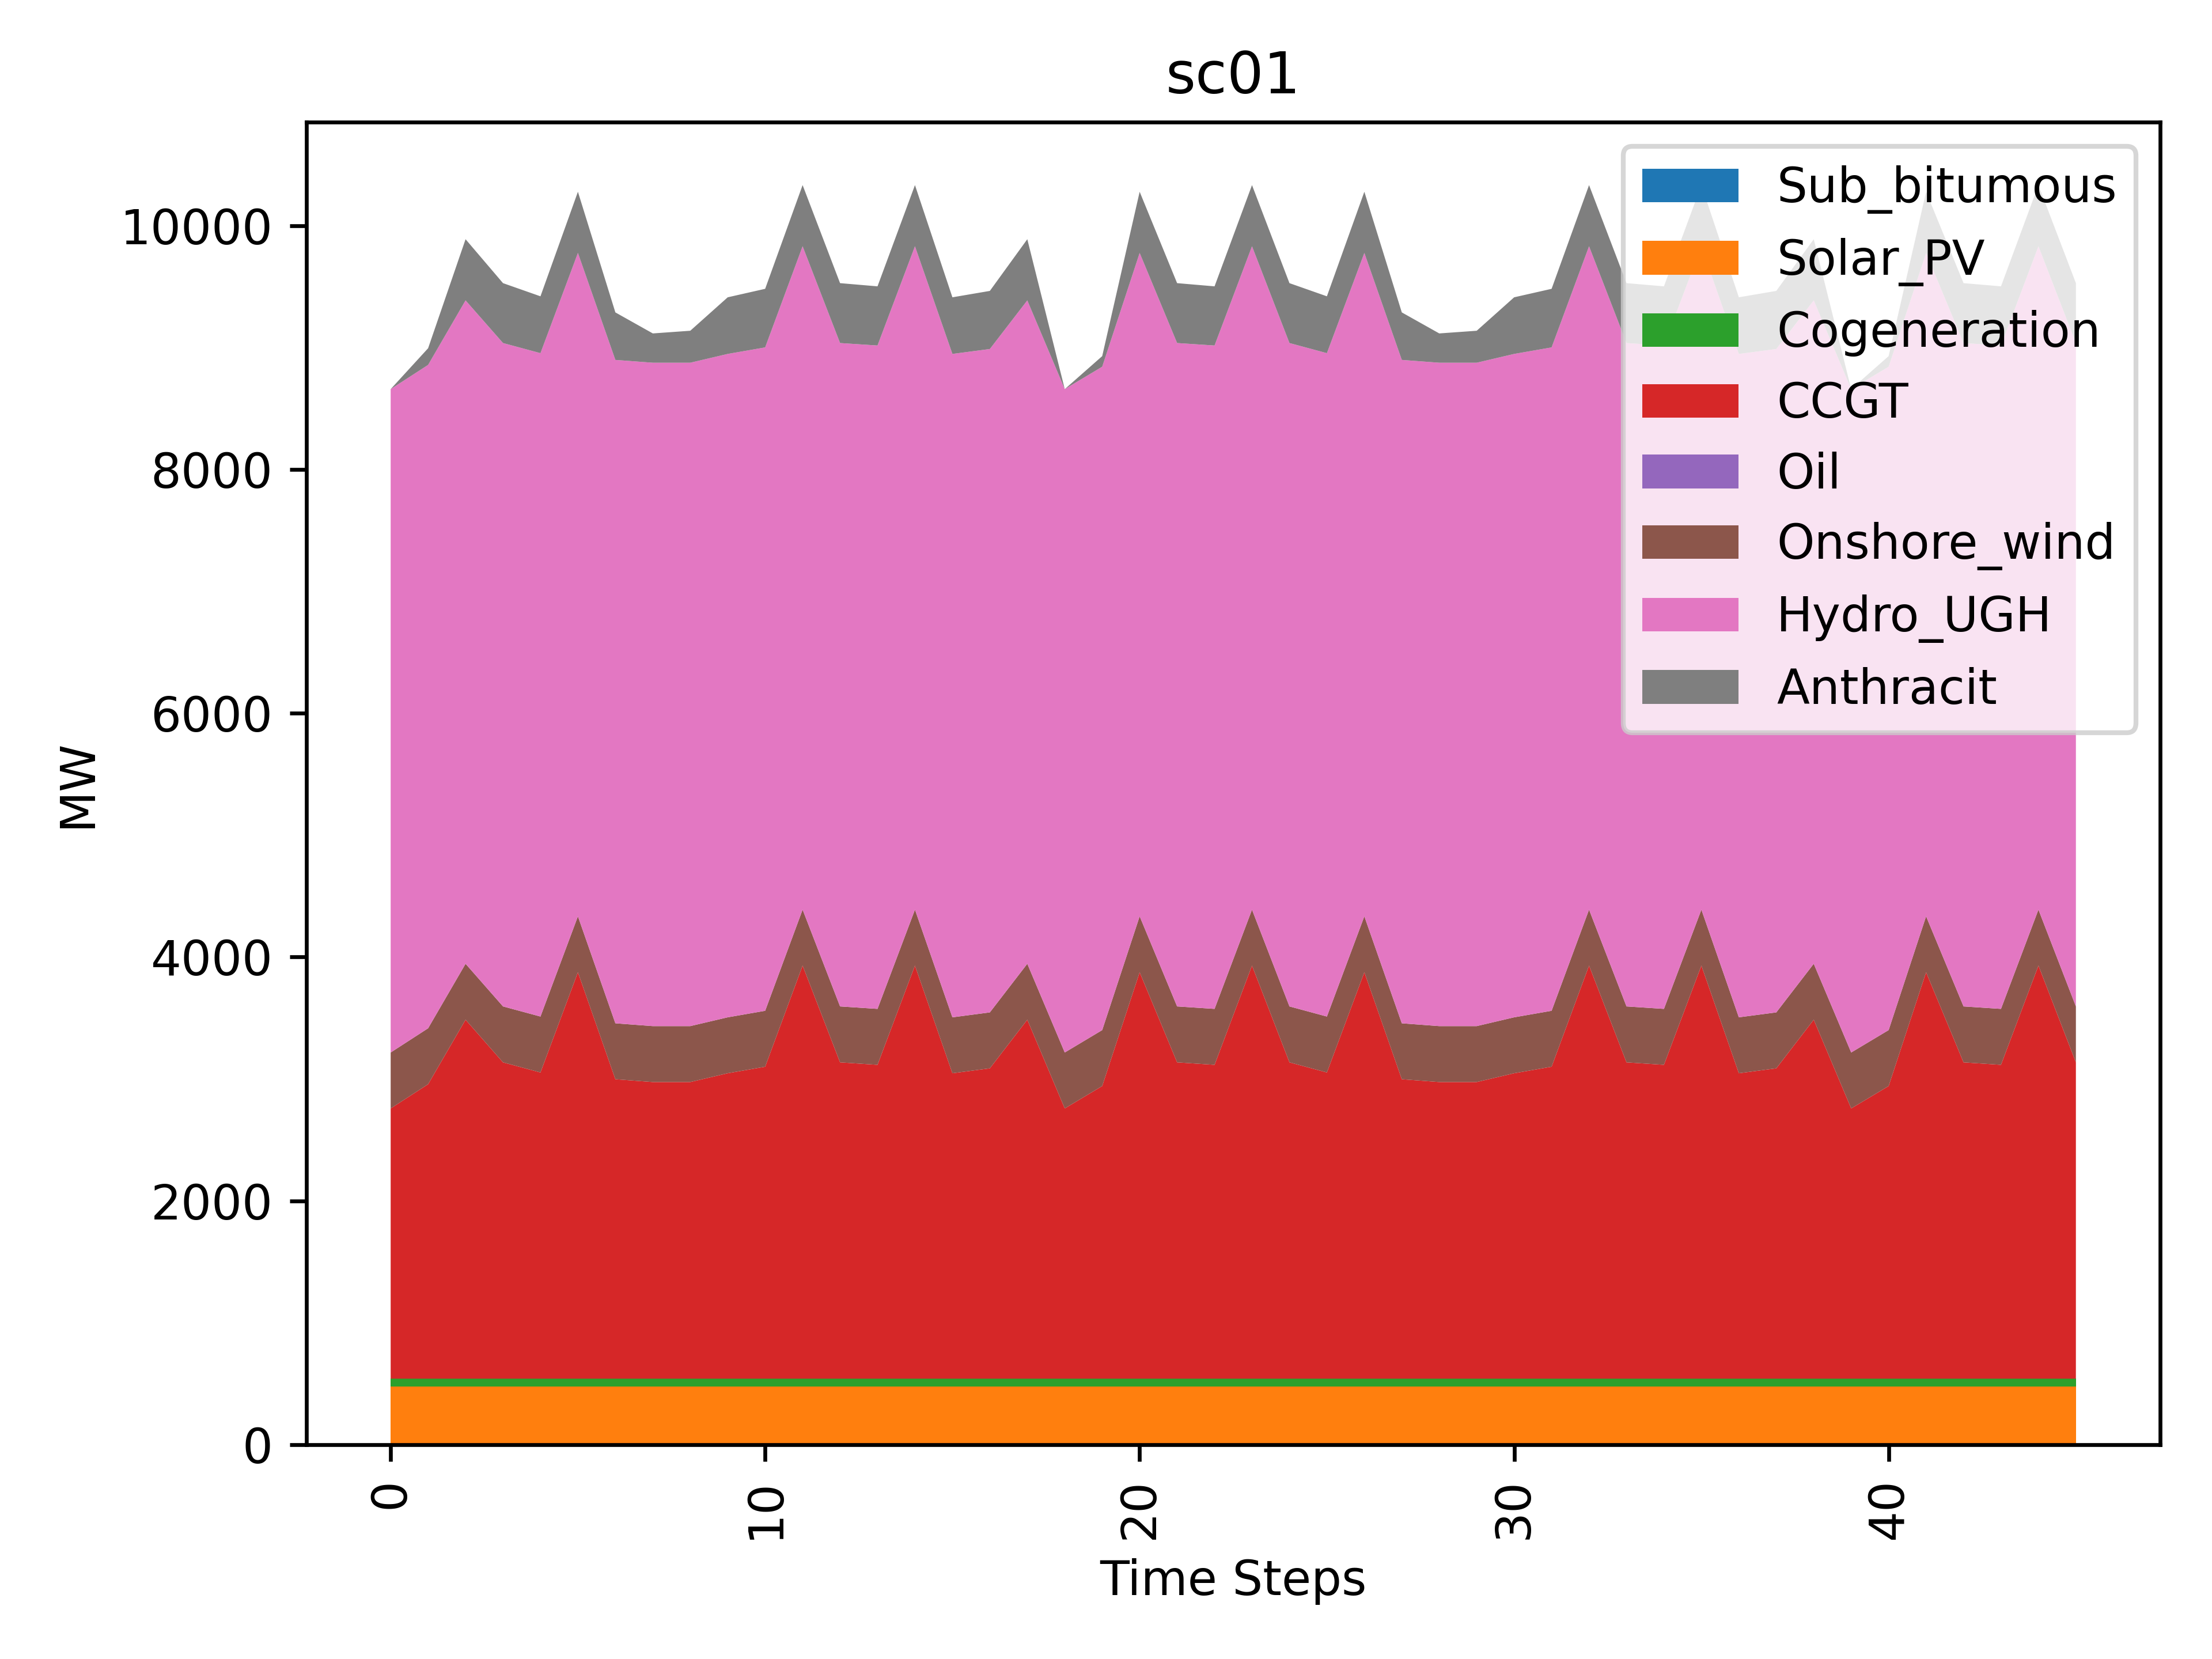 sc01
MW
10000
8000
6000
4000
2000
0
Sub_bitumous
Solar_PV
Cogeneration
CCGT
Oil
Onshore_wind
Hydro_UGH
Anthracit
0
10
20
30
40
Time Steps